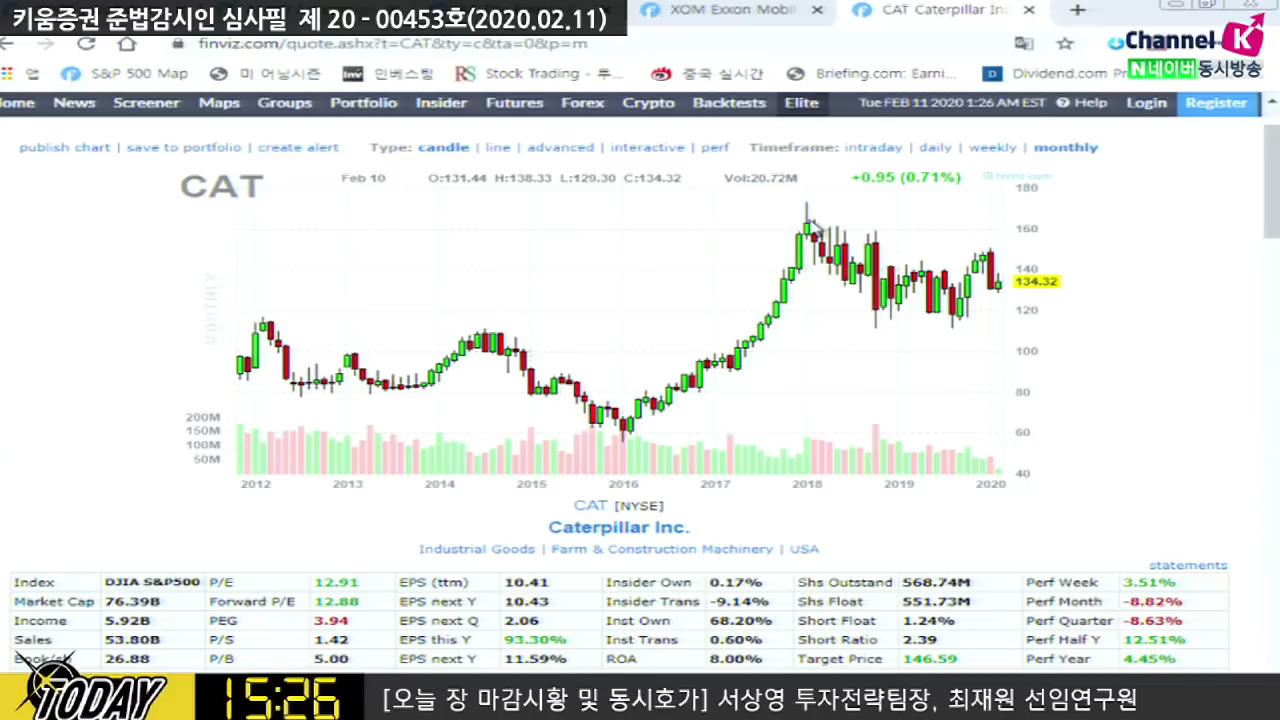 키움증권 준법감시인 심사필 제 20 - 00453호(2020.02.11)
XOM Exxon Mobil
CAT Caterpillar Inc
finviz.com/quote.ashx?t=CAT&ty=c&ta=0&p=m
Channel K
N 네이버 동시방송
앱 S&P 500 Map 미 어닝시즌 Inv 인베스팅 RS Stock Trading - 투... 중국 실시간 Briefing.com: Earni... D Dividend.com Pr
ome News Screener Maps Groups Portfolio Insider Futures Forex Crypto Backtests Elite Tue FEB 11 2020 1:26 AM EST Help Login Register
publish chart | save to portfolio | create alert Type: candle | line | advanced | interactive | perf Timeframe: intraday | daily | weekly | monthly
CAT Feb 10 O:131.44 H:138.33 L:129.30 C:134.32 Vol:20.72M +0.95 (0.71%) finviz.com
180
160
140
134.32
120
100
80
60
40
MONTHLY
200M
150M
100M
50M
2012 2013 2014 2015 2016 2017 2018 2019 2020
CAT [NYSE]
Caterpillar Inc.
Industrial Goods | Farm & Construction Machinery | USA
statements
Index DJIA S&P500 P/E 12.91 EPS (ttm) 10.41 Insider Own 0.17% Shs Outstand 568.74M Perf Week 3.51%
Market Cap 76.39B Forward P/E 12.88 EPS next Y 10.43 Insider Trans -9.14% Shs Float 551.73M Perf Month -8.82%
Income 5.92B PEG 3.94 EPS next Q 2.06 Inst Own 68.20% Short Float 1.24% Perf Quarter -8.63%
Sales 53.80B P/S 1.42 EPS this Y 93.30% Inst Trans 0.60% Short Ratio 2.39 Perf Half Y 12.51%
Book/sh 26.88 P/B 5.00 EPS next Y 11.59% ROA 8.00% Target Price 146.59 Perf Year 4.45%
TODAY 15:26 [오늘 장 마감시황 및 동시호가] 서상영 투자전략팀장, 최재원 선임연구원